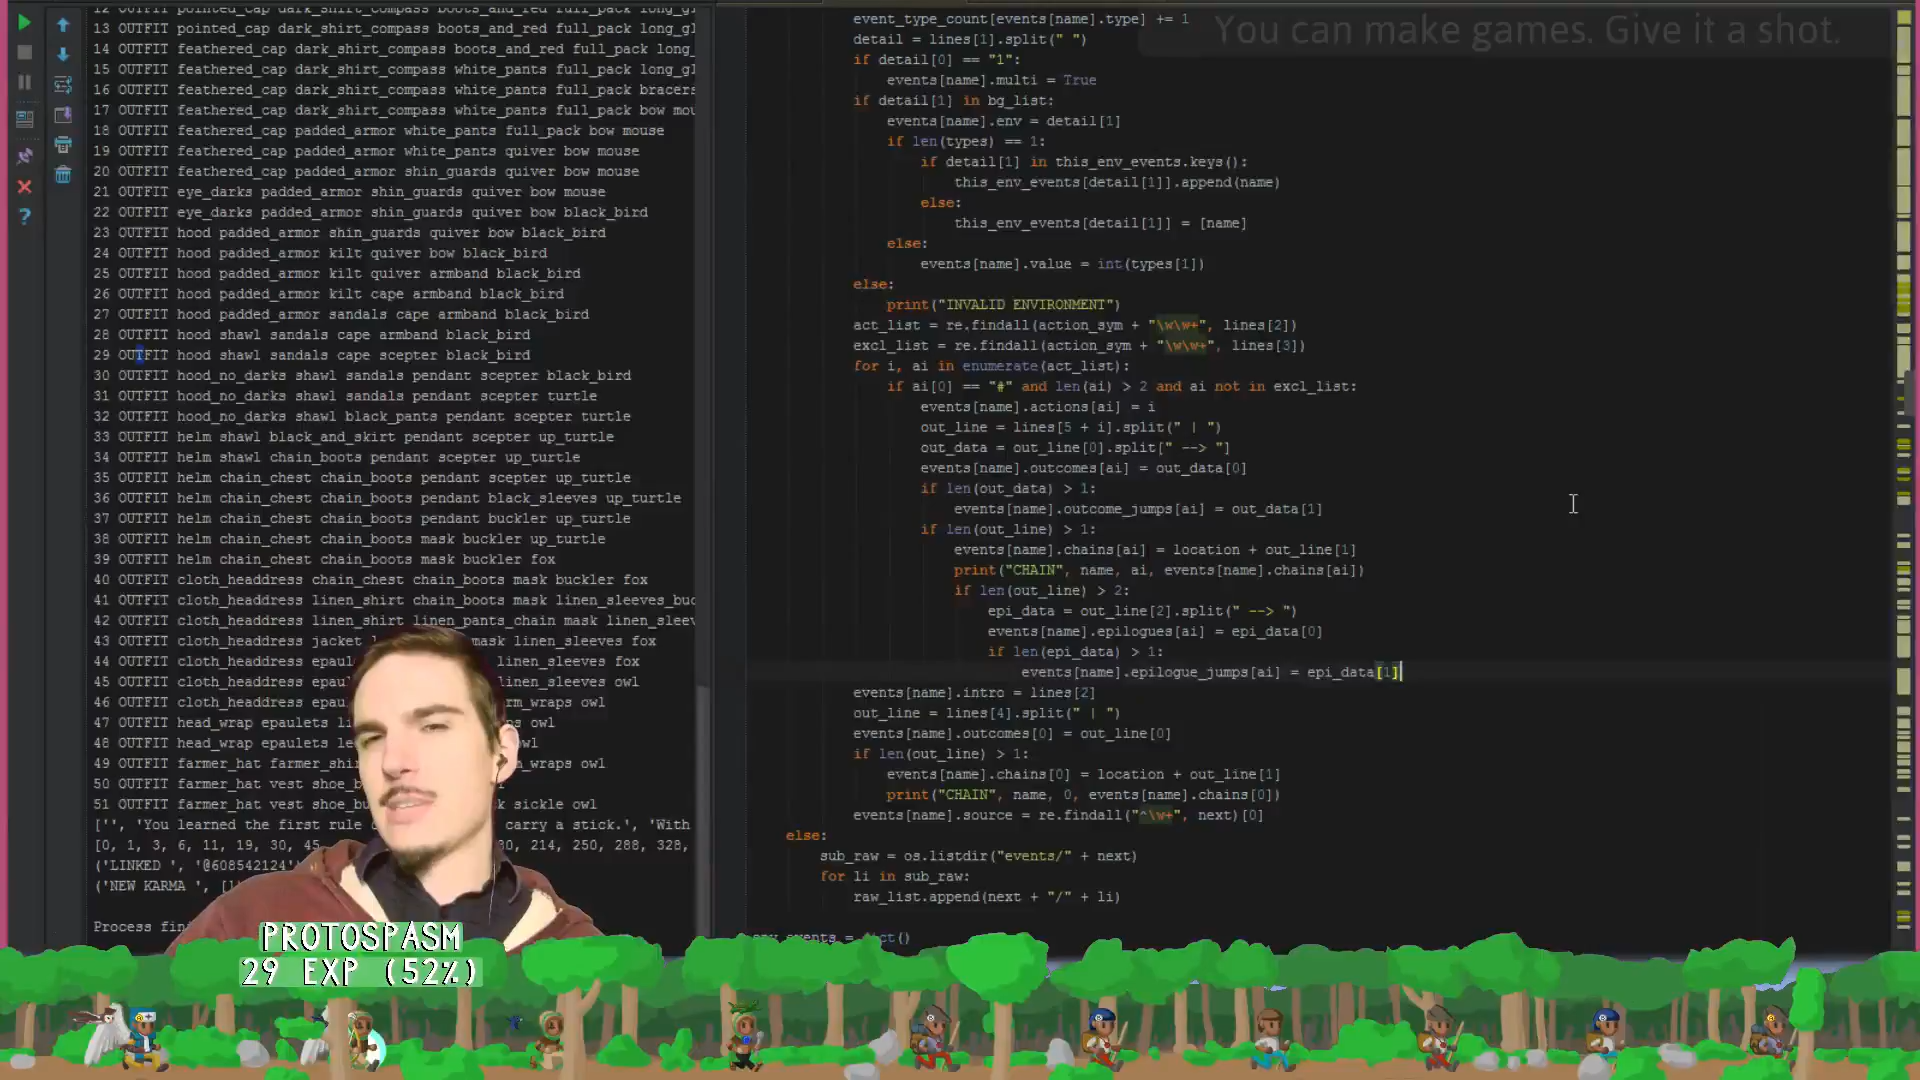 12 OUTFIT pointed_cap dark_shirt_compass boots_and_red full_pack long_gl
13 OUTFIT pointed_cap dark_shirt_compass boots_and_red full_pack long_gl
14 OUTFIT feathered_cap dark_shirt_compass boots_and_red full_pack long_
15 OUTFIT feathered_cap dark_shirt_compass white_pants full_pack long_gl
16 OUTFIT feathered_cap dark_shirt_compass white_pants full_pack bracers
17 OUTFIT feathered_cap dark_shirt_compass white_pants full_pack bow mou
18 OUTFIT feathered_cap padded_armor white_pants full_pack bow mouse
19 OUTFIT feathered_cap padded_armor white_pants quiver bow mouse
20 OUTFIT feathered_cap padded_armor shin_guards quiver bow mouse
21 OUTFIT eye_darks padded_armor shin_guards quiver bow mouse
22 OUTFIT eye_darks padded_armor shin_guards quiver bow black_bird
23 OUTFIT hood padded_armor shin_guards quiver bow black_bird
24 OUTFIT hood padded_armor kilt quiver bow black_bird
25 OUTFIT hood padded_armor kilt quiver armband black_bird
26 OUTFIT hood padded_armor kilt cape armband black_bird
27 OUTFIT hood padded_armor sandals cape armband black_bird
28 OUTFIT hood shawl sandals cape armband black_bird
29 OUTFIT hood shawl sandals cape scepter black_bird
30 OUTFIT hood_no_darks shawl sandals pendant scepter black_bird
31 OUTFIT hood_no_darks shawl sandals pendant scepter turtle
32 OUTFIT hood_no_darks shawl black_pants pendant scepter turtle
33 OUTFIT helm shawl black_and_skirt pendant scepter up_turtle
34 OUTFIT helm shawl chain_boots pendant scepter up_turtle
35 OUTFIT helm chain_chest chain_boots pendant scepter up_turtle
36 OUTFIT helm chain_chest chain_boots pendant black_sleeves up_turtle
37 OUTFIT helm chain_chest chain_boots pendant buckler up_turtle
38 OUTFIT helm chain_chest chain_boots mask buckler up_turtle
39 OUTFIT helm chain_chest chain_boots mask buckler fox
40 OUTFIT cloth_headdress chain_chest chain_boots mask buckler fox
41 OUTFIT cloth_headdress linen_shirt chain_boots mask linen_sleeves_buc
42 OUTFIT cloth_headdress linen_shirt linen_pants_chain mask linen_sleev
43 OUTFIT cloth_headdress jacket_l mask linen_sleeves fox
44 OUTFIT cloth_headdress epaul linen_sleeves fox
45 OUTFIT cloth_headdress epau linen_sleeves owl
46 OUTFIT cloth_headdress epau rm_wraps owl
47 OUTFIT head_wrap epaulets li ps owl
48 OUTFIT head_wrap epaulets le owl
49 OUTFIT farmer_hat farmer_shi _wraps owl
50 OUTFIT farmer_hat vest shoe_b
51 OUTFIT farmer_hat vest shoe_bu k sickle owl
['', 'You learned the first rule carry a stick.', 'With
[0, 1, 3, 6, 11, 19, 30, 45 30, 214, 250, 288, 328,
('LINKED ', '@608542124'
('NEW KARMA ', [1
Process fin
You can make games. Give it a shot.
event_type_count[events[name].type] += 1
detail = lines[1].split(" ")
if detail[0] == "1":
events[name].multi = True
if detail[1] in bg_list:
events[name].env = detail[1]
if len(types) == 1:
if detail[1] in this_env_events.keys():
this_env_events[detail[1]].append(name)
else:
this_env_events[detail[1]] = [name]
else:
events[name].value = int(types[1])
else:
print("INVALID ENVIRONMENT")
act_list = re.findall(action_sym + "\w\w+", lines[2])
excl_list = re.findall(action_sym + "\w\w+", lines[3])
for i, ai in enumerate(act_list):
if ai[0] == "#" and len(ai) > 2 and ai not in excl_list:
events[name].actions[ai] = i
out_line = lines[5 + i].split(" | ")
out_data = out_line[0].split[" --> "]
events[name].outcomes[ai] = out_data[0]
if len(out_data) > 1:
events[name].outcome_jumps[ai] = out_data[1]
if len(out_line) > 1:
events[name].chains[ai] = location + out_line[1]
print("CHAIN", name, ai, events[name].chains[ai])
if len(out_line) > 2:
epi_data = out_line[2].split(" --> ")
events[name].epilogues[ai] = epi_data[0]
if len(epi_data) > 1:
events[name].epilogue_jumps[ai] = epi_data[1]
events[name].intro = lines[2]
out_line = lines[4].split(" | ")
events[name].outcomes[0] = out_line[0]
if len(out_line) > 1:
events[name].chains[0] = location + out_line[1]
print("CHAIN", name, 0, events[name].chains[0])
events[name].source = re.findall("^\w+", next)[0]
else:
sub_raw = os.listdir("events/" + next)
for li in sub_raw:
raw_list.append(next + "/" + li)
PROTOSPASM
29 EXP (52%)